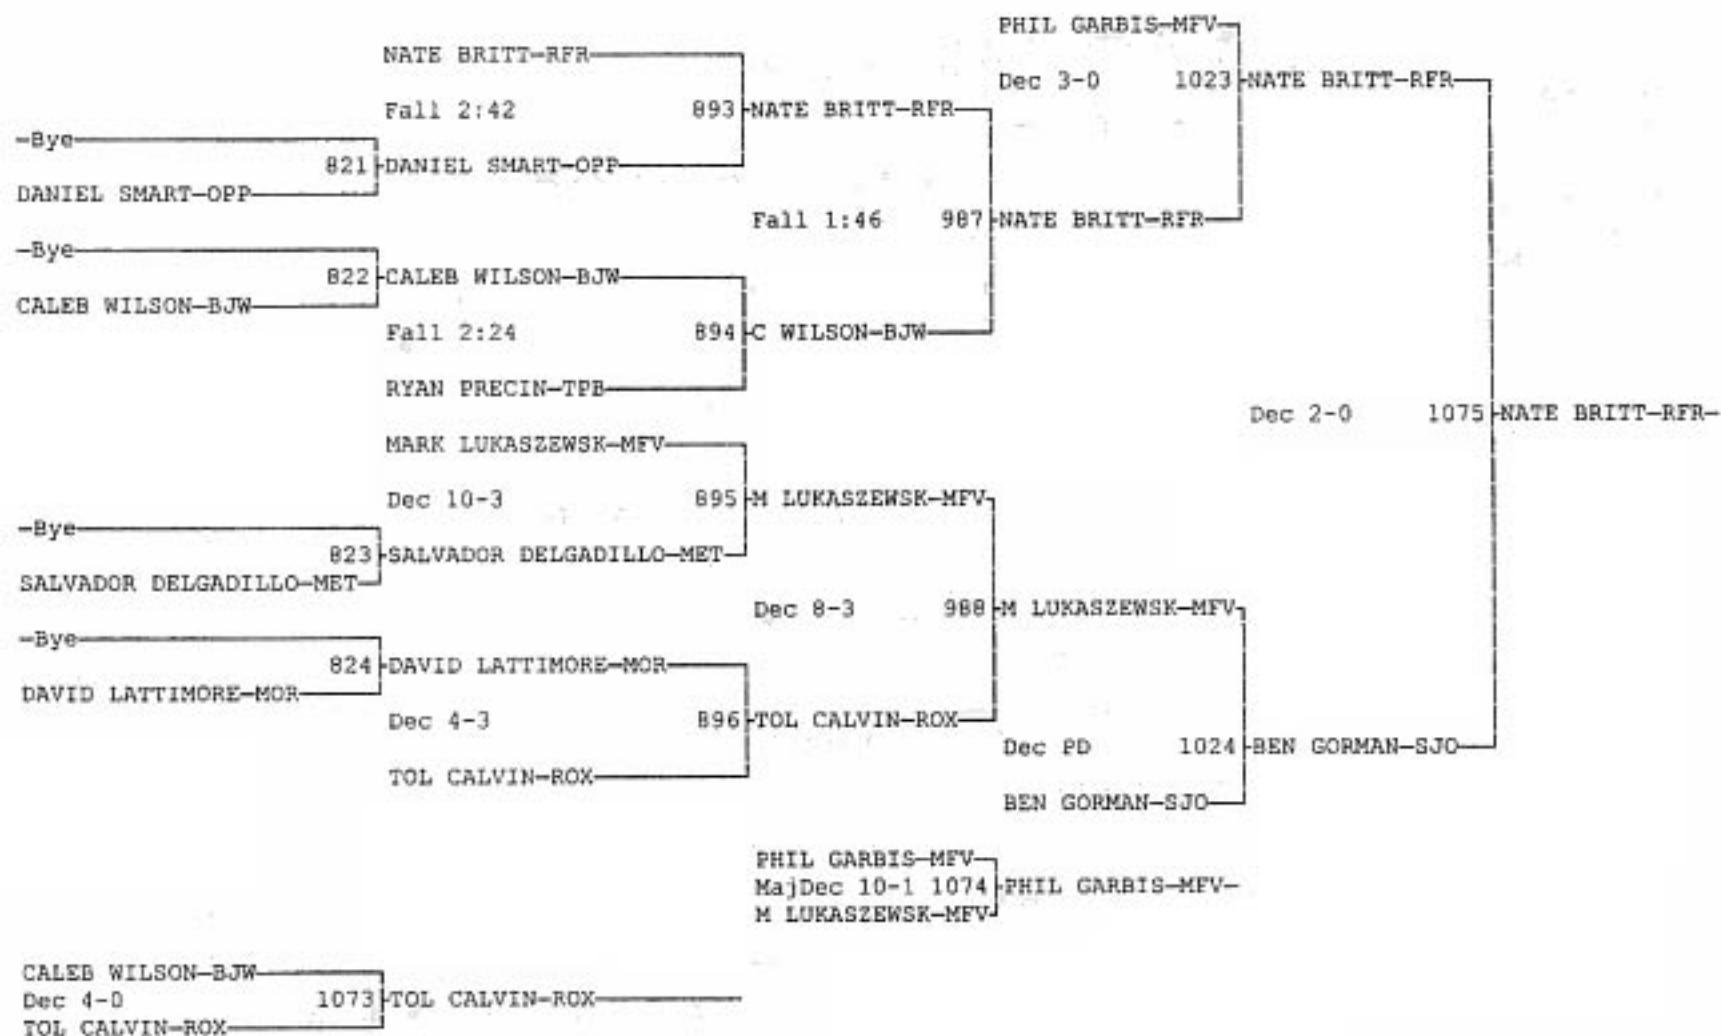 PHIL GARBIS-MFV
NATE BRITT-RFR
Dec 3-0 1023 NATE BRITT-RFR
Fall 2:42 893 NATE BRITT-RFR
-Bye
821 DANIEL SMART-OPP
DANIEL SMART-OPP
Fall 1:46 987 NATE BRITT-RFR
-Bye
822 CALEB WILSON-BJW
CALEB WILSON-BJW
Fall 2:24 894 C WILSON-BJW
RYAN PRECIN-TPB
Dec 2-0 1075 NATE BRITT-RFR-
MARK LUKASZEWSK-MFV
Dec 10-3 895 M LUKASZEWSK-MFV
-Bye
823 SALVADOR DELGADILLO-MET
SALVADOR DELGADILLO-MET
Dec 8-3 988 M LUKASZEWSK-MFV
-Bye
824 DAVID LATTIMORE-MOR
DAVID LATTIMORE-MOR
Dec 4-3 896 TOL CALVIN-ROX
Dec PD 1024 BEN GORMAN-SJO
TOL CALVIN-ROX
BEN GORMAN-SJO
PHIL GARBIS-MFV
MajDec 10-1 1074 PHIL GARBIS-MFV-
M LUKASZEWSK-MFV
CALEB WILSON-BJW
Dec 4-0 1073 TOL CALVIN-ROX
TOL CALVIN-ROX